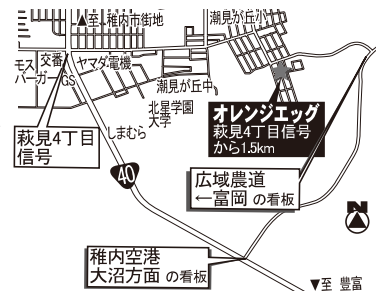 ▲至 稚内市街地
潮見が丘小
交番
モス
バーガー
GS
ヤマダ電機
潮見が丘中
北星学園
大学
しまむら
萩見4丁目
信号
オレンジエッグ
萩見4丁目信号
から1.5km
40
広域農道
←富岡 の看板
N
稚内空港
大沼方面 の看板
▼至 豊富